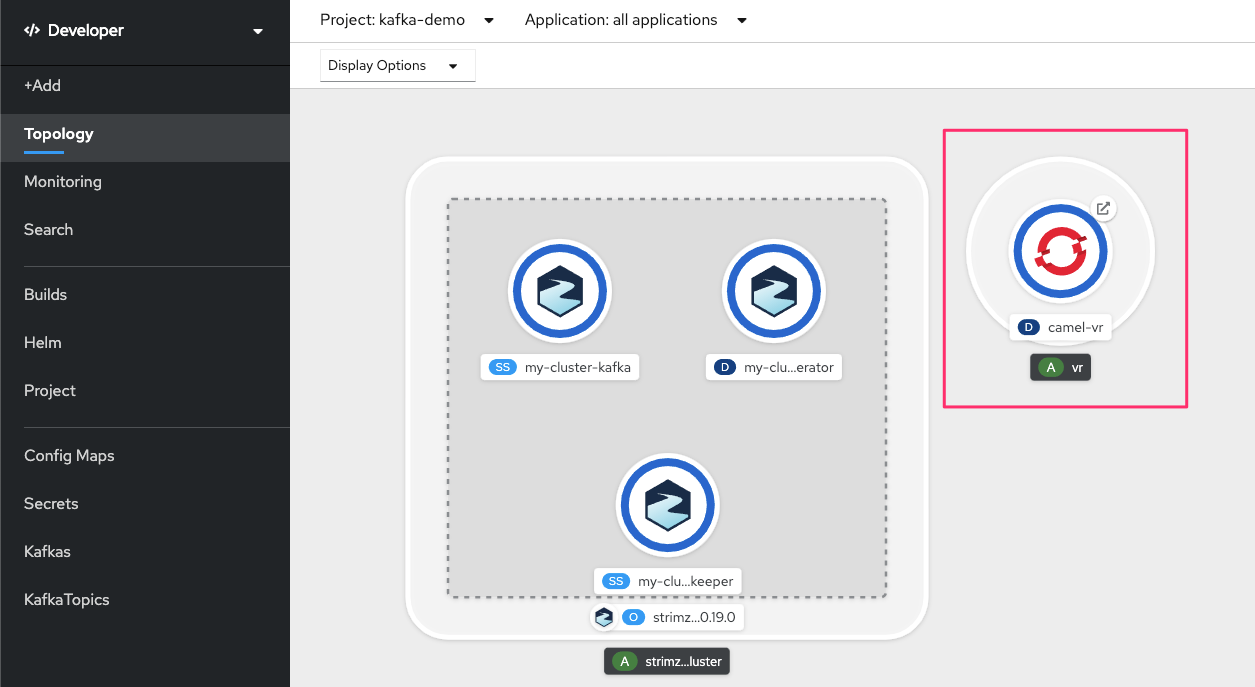 Developer
+Add
Topology
Monitoring
Search
Builds
Helm
Project
Config Maps
Secrets
Kafkas
KafkaTopics
Project: kafka-demo Application: all applications
Display Options
SS my-cluster-kafka
D my-clu...erator
D camel-vr
A vr
SS my-clu...keeper
O strimz...0.19.0
A strimz...luster